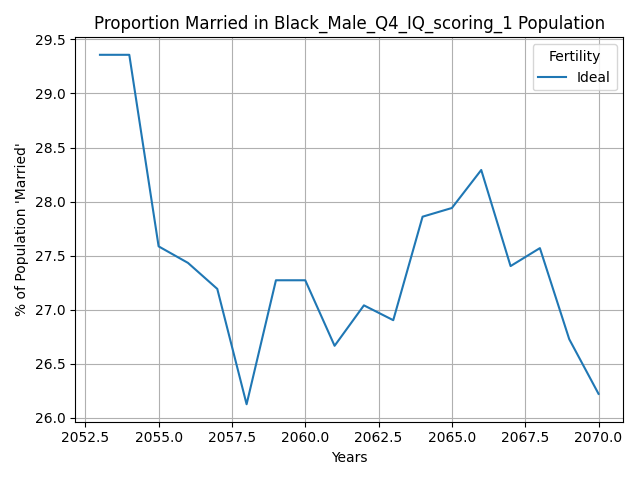 Proportion Married in Black_Male_Q4_IQ_scoring_1 Population
% of Population 'Married'
29.5
29.0
28.5
28.0
27.5
27.0
26.5
26.0
Fertility
Ideal
2052.5 2055.0 2057.5 2060.0 2062.5 2065.0 2067.5 2070.0
Years